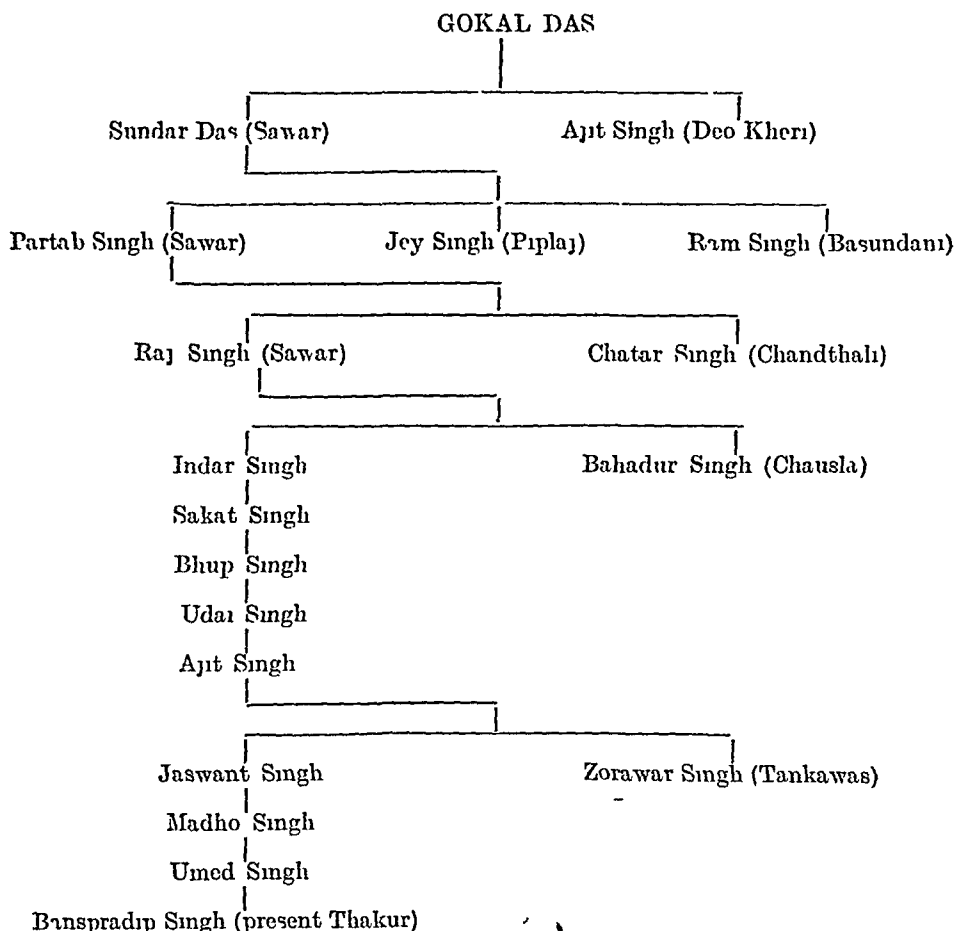 GOKAL DAS
Sundar Das (Sawar) Ajit Singh (Deo Kheri)
Partab Singh (Sawar) Jey Singh (Piplaj) Ram Singh (Basundani)
Raj Singh (Sawar) Chatar Singh (Chandthali)
Indar Singh Bahadur Singh (Chausla)
Sakat Singh
Bhup Singh
Udai Singh
Ajit Singh
Jaswant Singh Zorawar Singh (Tankawas)
Madho Singh
Umed Singh
Banspradip Singh (present Thakur)